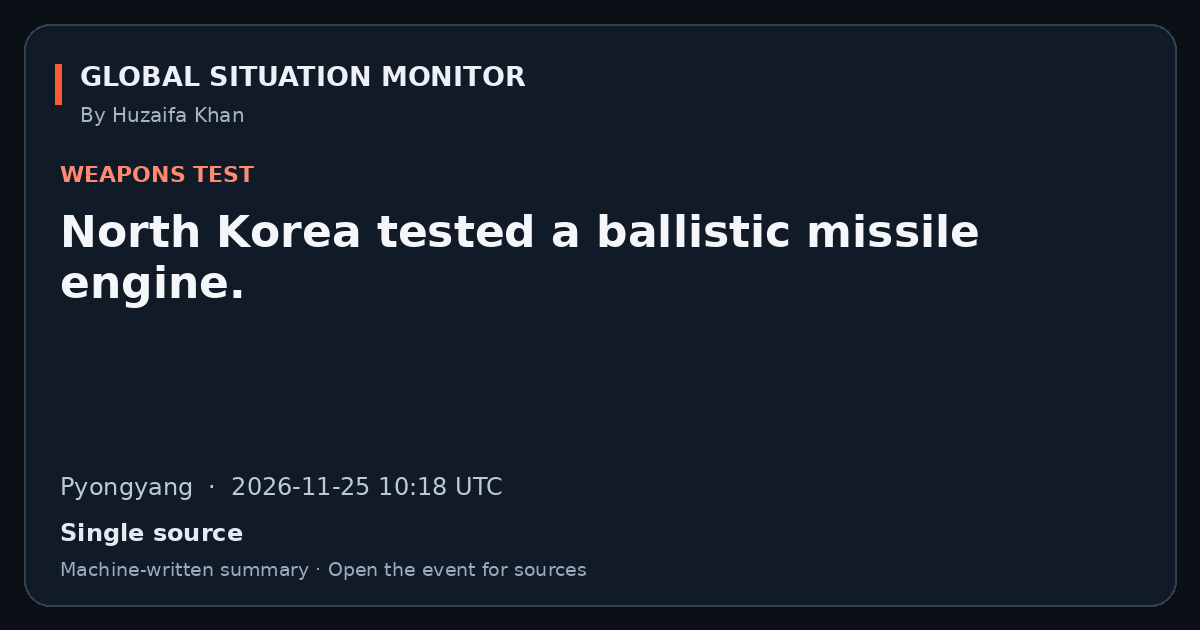 GLOBAL SITUATION MONITOR
By Huzaifa Khan
WEAPONS TEST
North Korea tested a ballistic missile
engine.
Pyongyang · 2026-11-25 10:18 UTC
Single source
Machine-written summary · Open the event for sources